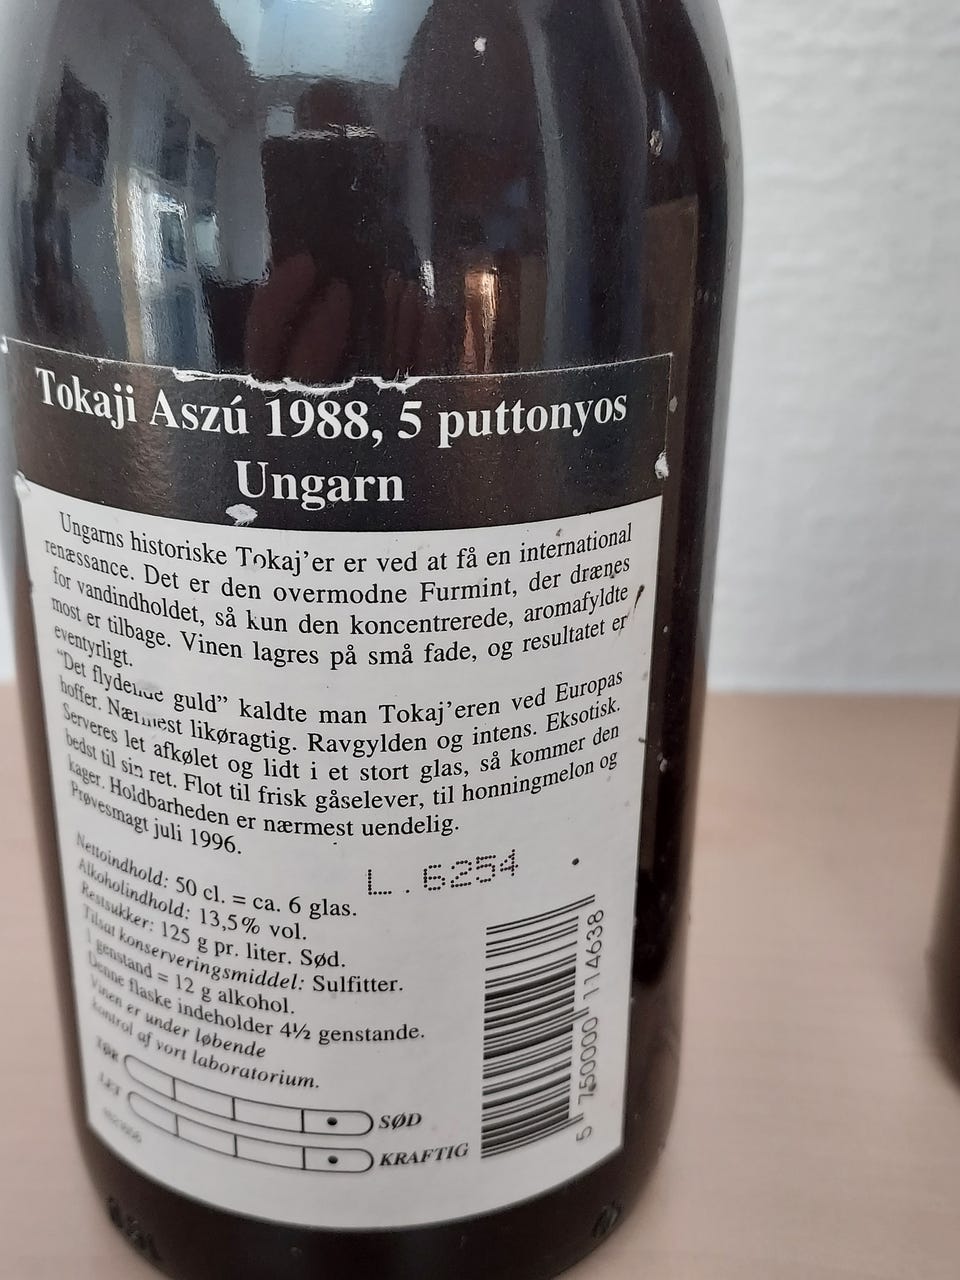 Tokaji Aszú 1988, 5 puttonyos
Ungarn
Ungarns historiske Tokaj’er er ved at få en international
renæssance. Det er den overmodne Furmint, der drænes
for vandindholdet, så kun den koncentrerede, aromafyldte
most er tilbage. Vinen lagres på små fade, og resultatet er
eventyrligt.
“Det flydende guld” kaldte man Tokaj’eren ved Europas
hoffer. Nærmest likøragtig. Ravgylden og intens. Eksotisk.
Serveres let afkølet og lidt i et stort glas, så kommer den
bedst til sin ret. Flot til frisk gåselever, til honningmelon og
kager. Holdbarheden er nærmest uendelig.
Prøvesmagt juli 1996.
L.6254
Nettoindhold: 50 cl. = ca. 6 glas.
Alkoholindhold: 13,5% vol.
Restsukker: 125 g pr. liter. Sød.
Tilsat konserveringsmiddel: Sulfitter.
1 genstand = 12 g alkohol.
Denne flaske indeholder 4½ genstande.
Vinen er under løbende
kontrol af vort laboratorium.
TØR SØD
LET KRAFTIG
5 750000 114638